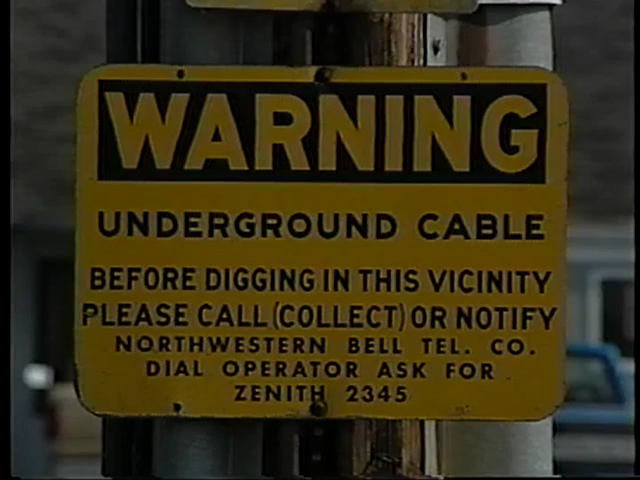 WARNING
UNDERGROUND CABLE
BEFORE DIGGING IN THIS VICINITY
PLEASE CALL (COLLECT) OR NOTIFY
NORTHWESTERN BELL TEL. CO.
DIAL OPERATOR ASK FOR
ZENITH 2345